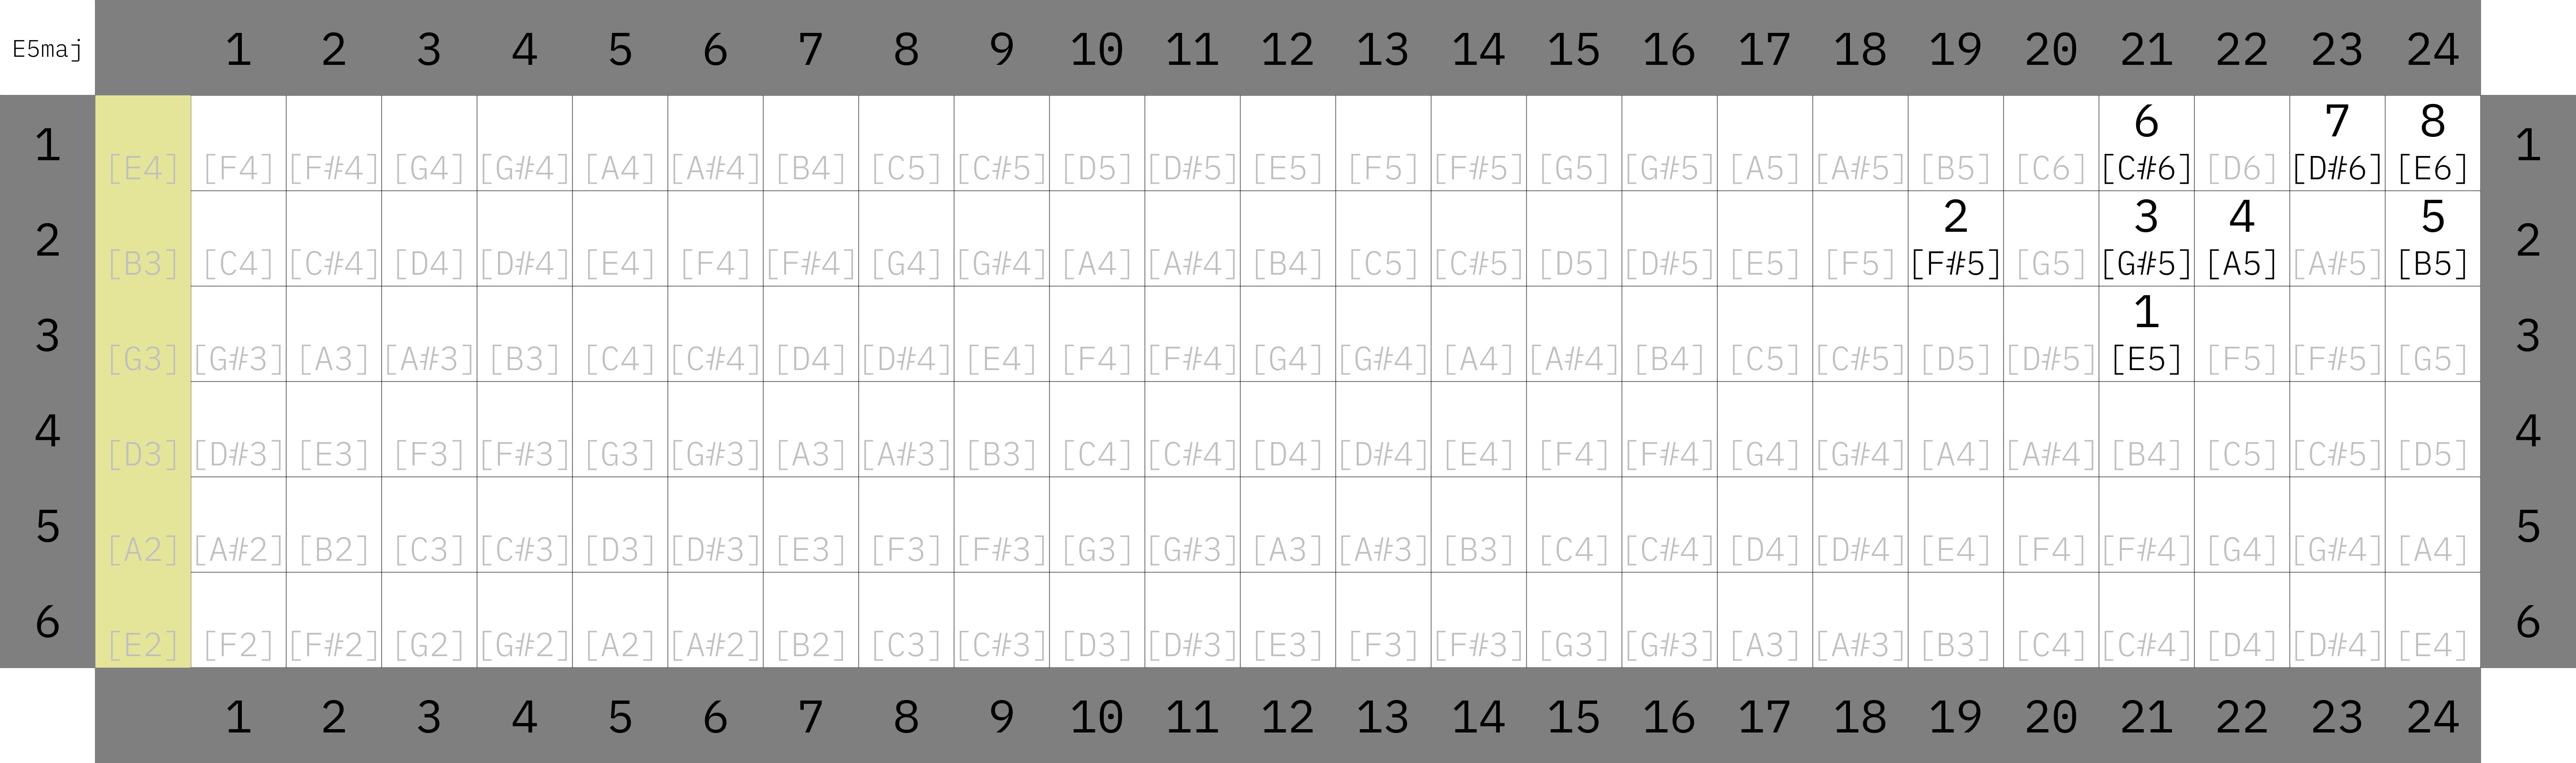 E5maj 1 2 3 4 5 6 7 8 9 10 11 12 13 14 15 16 17 18 19 20 21 22 23 24
6 7 8
1 [E4] [F4] [F#4] [G4] [G#4] [A4] [A#4] [B4] [C5] [C#5] [D5] [D#5] [E5] [F5] [F#5] [G5] [G#5] [A5] [A#5] [B5] [C6] [C#6] [D6] [D#6] [E6] 1
2 3 4 5
2 [B3] [C4] [C#4] [D4] [D#4] [E4] [F4] [F#4] [G4] [G#4] [A4] [A#4] [B4] [C5] [C#5] [D5] [D#5] [E5] [F5] [F#5] [G5] [G#5] [A5] [A#5] [B5] 2
1
3 [G3] [G#3] [A3] [A#3] [B3] [C4] [C#4] [D4] [D#4] [E4] [F4] [F#4] [G4] [G#4] [A4] [A#4] [B4] [C5] [C#5] [D5] [D#5] [E5] [F5] [F#5] [G5] 3
4 [D3] [D#3] [E3] [F3] [F#3] [G3] [G#3] [A3] [A#3] [B3] [C4] [C#4] [D4] [D#4] [E4] [F4] [F#4] [G4] [G#4] [A4] [A#4] [B4] [C5] [C#5] [D5] 4
5 [A2] [A#2] [B2] [C3] [C#3] [D3] [D#3] [E3] [F3] [F#3] [G3] [G#3] [A3] [A#3] [B3] [C4] [C#4] [D4] [D#4] [E4] [F4] [F#4] [G4] [G#4] [A4] 5
6 [E2] [F2] [F#2] [G2] [G#2] [A2] [A#2] [B2] [C3] [C#3] [D3] [D#3] [E3] [F3] [F#3] [G3] [G#3] [A3] [A#3] [B3] [C4] [C#4] [D4] [D#4] [E4] 6
1 2 3 4 5 6 7 8 9 10 11 12 13 14 15 16 17 18 19 20 21 22 23 24